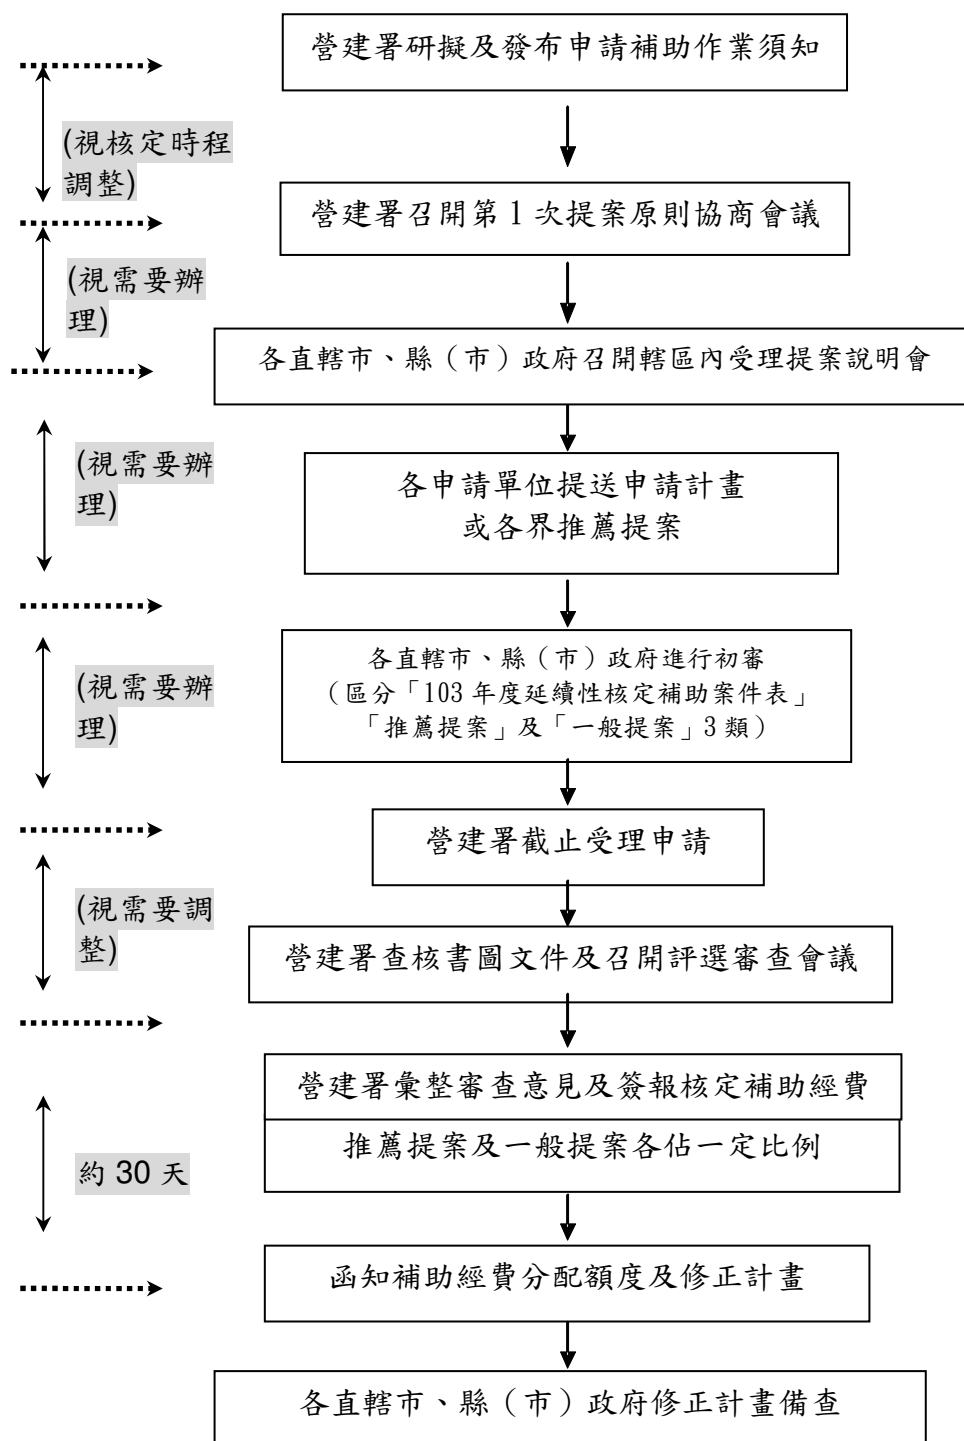 營建署研擬及發布申請補助作業須知
(視核定時程
調整)
營建署召開第 1 次提案原則協商會議
(視需要辦
理)
各直轄市、縣（市）政府召開轄區內受理提案說明會
(視需要辦
理)
各申請單位提送申請計畫
或各界推薦提案
(視需要辦
理)
各直轄市、縣（市）政府進行初審
（區分「103 年度延續性核定補助案件表」
「推薦提案」及「一般提案」3 類）
營建署截止受理申請
(視需要調
整)
營建署查核書圖文件及召開評選審查會議
營建署彙整審查意見及簽報核定補助經費
推薦提案及一般提案各佔一定比例
約 30 天
函知補助經費分配額度及修正計畫
各直轄市、縣（市）政府修正計畫備查